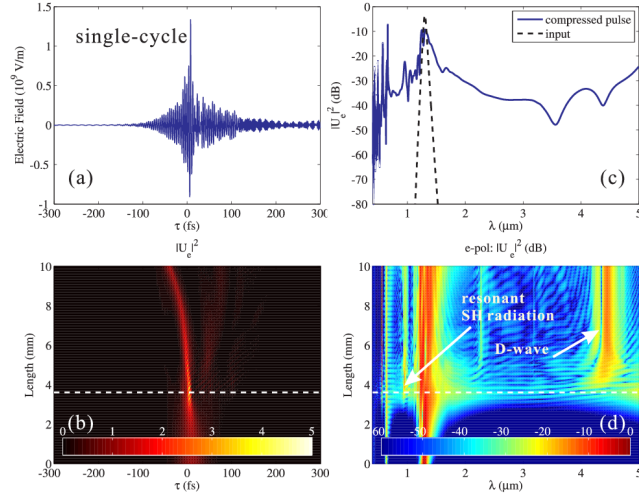 1.5
1
0.5
0
-0.5
-1
Electric Field (10⁹ V/m)
single-cycle
(a)
-300 -200 -100 0 100 200 300
τ (fs)
0
-10
-20
-30
-40
-50
-60
-70
-80
|U_e|² (dB)
compressed pulse
input
(c)
1 2 3 4 5
λ (μm)
|U_e|²
10
8
6
4
2
0
Length (mm)
(b)
0 1 2 3 4 5
-300 -200 -100 0 100 200 300
τ (fs)
e-pol: |U_e|² (dB)
10
8
6
4
2
0
Length (mm)
resonant
SH radiation
D-wave
(d)
60 -50 -40 -30 -20 -10 0
1 2 3 4 5
λ (μm)